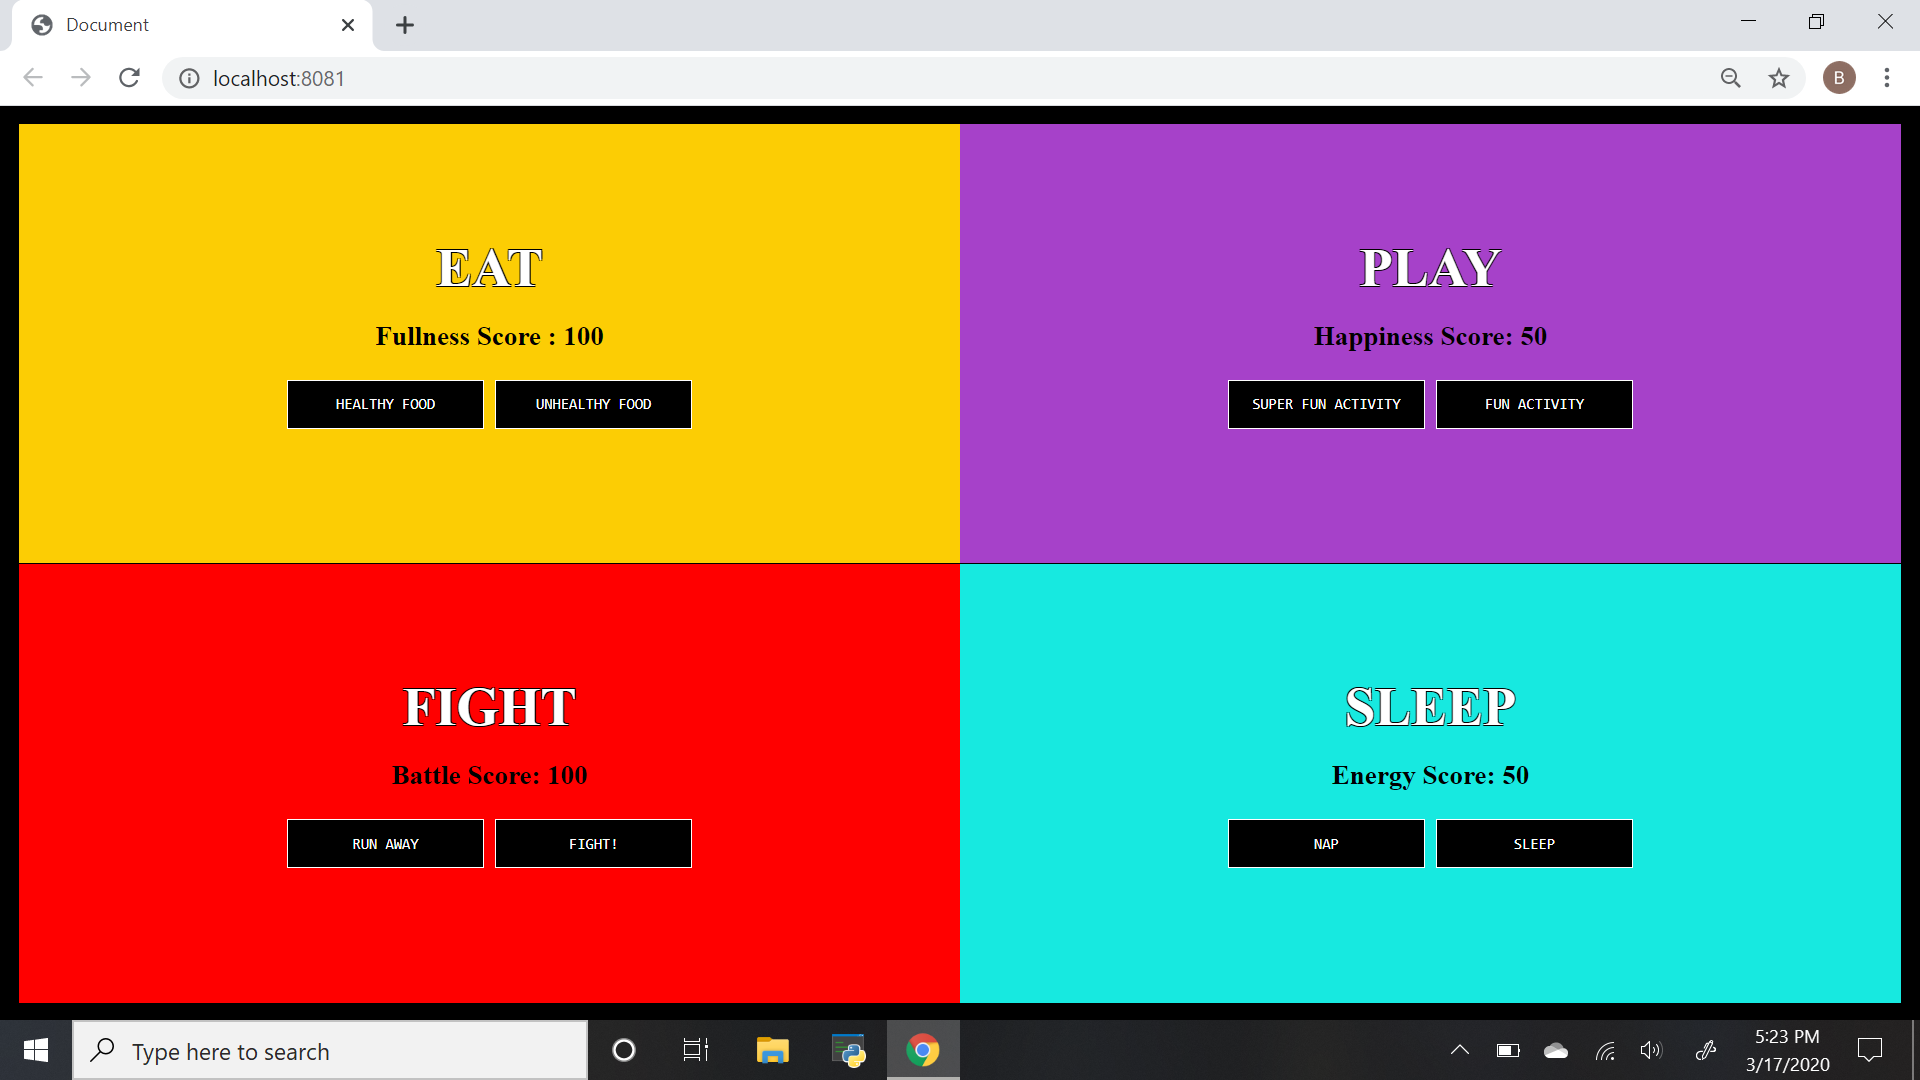 Document
localhost:8081
B
EAT
Fullness Score : 100
HEALTHY FOOD
UNHEALTHY FOOD
PLAY
Happiness Score: 50
SUPER FUN ACTIVITY
FUN ACTIVITY
FIGHT
Battle Score: 100
RUN AWAY
FIGHT!
SLEEP
Energy Score: 50
NAP
SLEEP
Type here to search
5:23 PM
3/17/2020